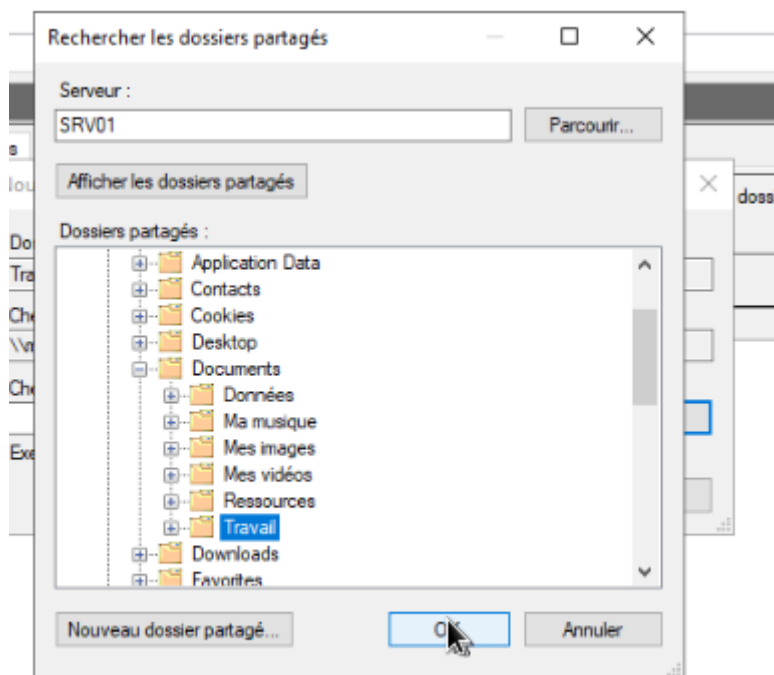 Rechercher les dossiers partagés
Serveur :
SRV01
Parcourir...
Afficher les dossiers partagés
doss
Dossiers partagés :
Application Data
Contacts
Cookies
Desktop
Documents
Données
Ma musique
Mes images
Mes vidéos
Ressources
Travail
Downloads
Favorites
Nouveau dossier partagé...
Annuler